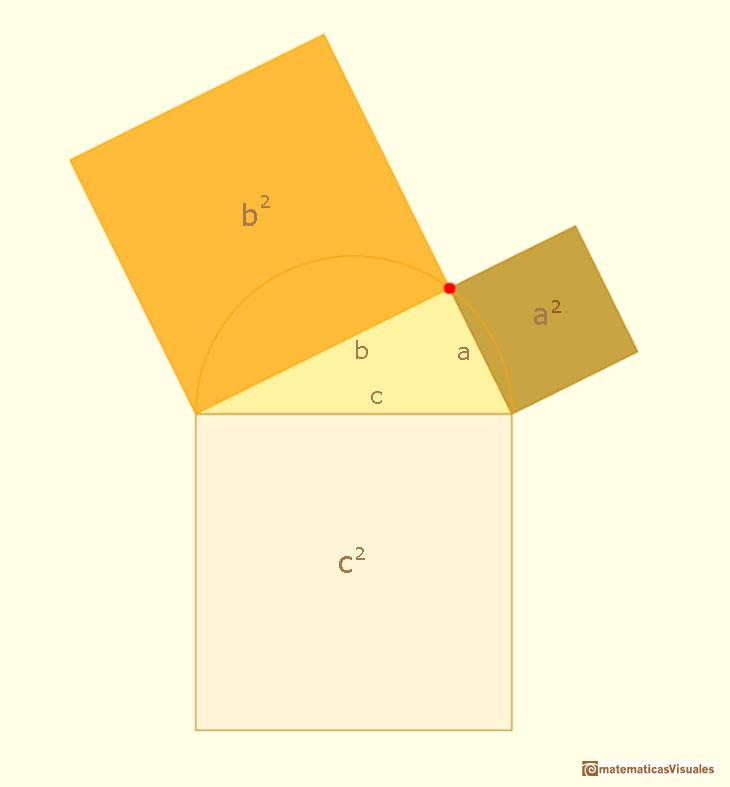 b²
a²
b
a
c
c²
matematicasVisuales